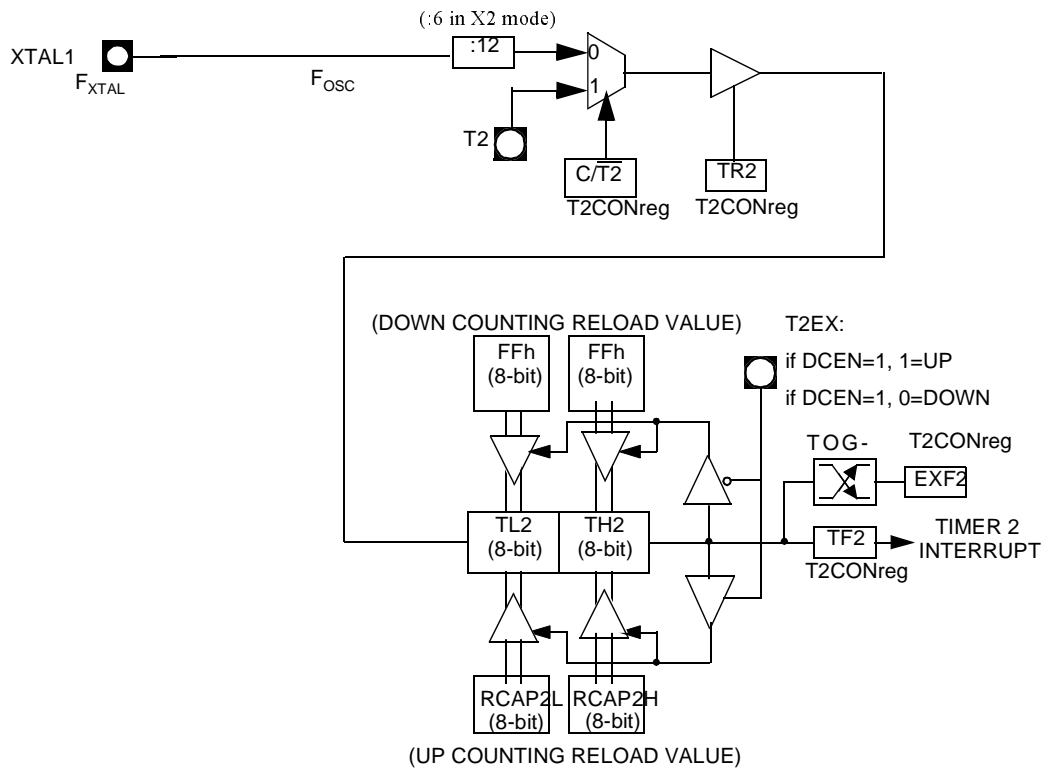 (:6 in X2 mode)
XTAL1
:12
0
FXTAL
FOSC
1
T2
C/T2
TR2
T2CONreg
T2CONreg
(DOWN COUNTING RELOAD VALUE)
T2EX:
FFh
(8-bit)
FFh
(8-bit)
if DCEN=1, 1=UP
if DCEN=1, 0=DOWN
TOG-
T2CONreg
EXF2
TL2
(8-bit)
TH2
(8-bit)
TF2
TIMER 2
INTERRUPT
T2CONreg
RCAP2L
(8-bit)
RCAP2H
(8-bit)
(UP COUNTING RELOAD VALUE)